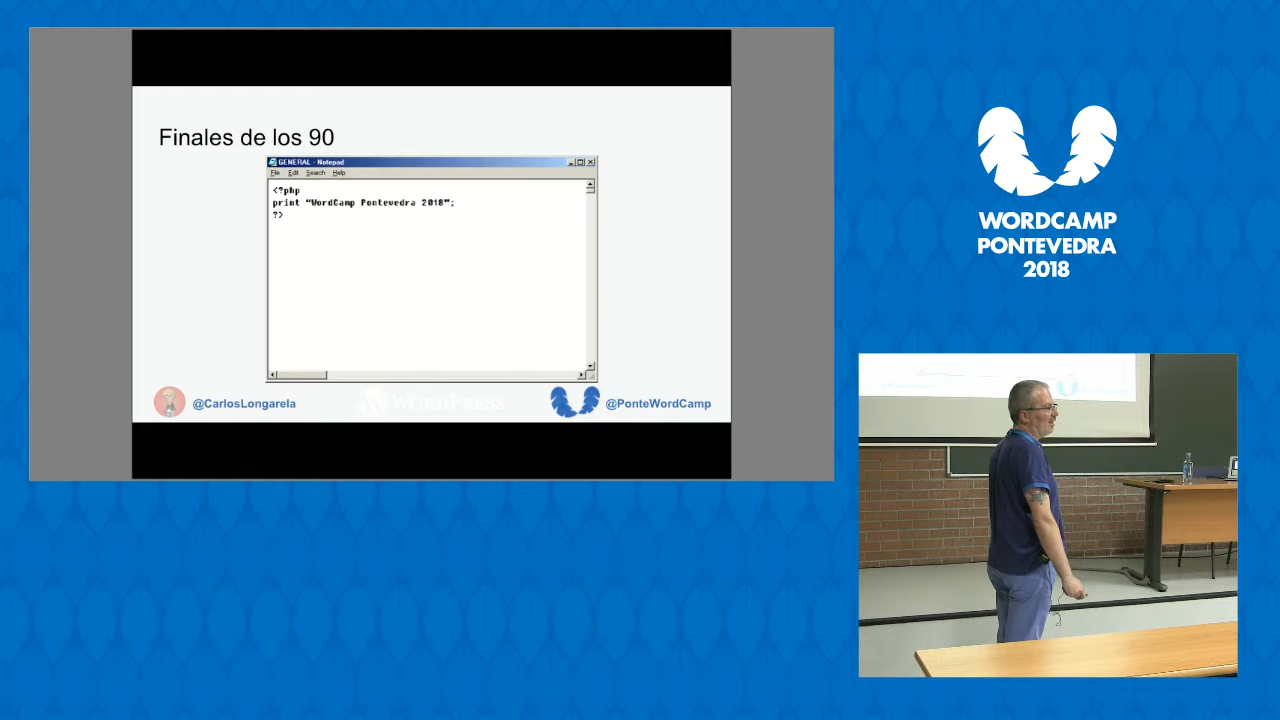 Finales de los 90
GENERAL - Notepad
File Edit Search Help
<?php
print “WordCamp Pontevedra 2018”;
?>
@CarlosLongarela
WORDPRESS
@PonteWordCamp
WORDCAMP
PONTEVEDRA
2018